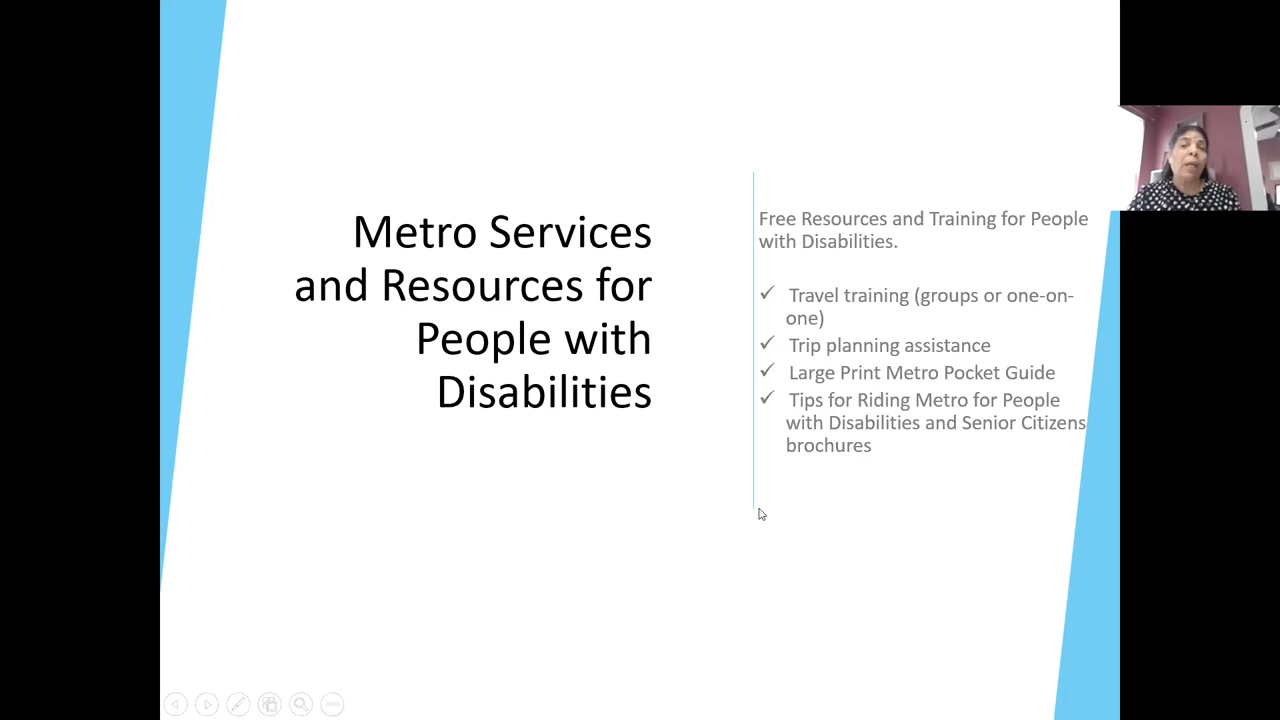 Metro Services
and Resources for
People with
Disabilities
Free Resources and Training for People
with Disabilities.
✓ Travel training (groups or one-on-
one)
✓ Trip planning assistance
✓ Large Print Metro Pocket Guide
✓ Tips for Riding Metro for People
with Disabilities and Senior Citizens
brochures